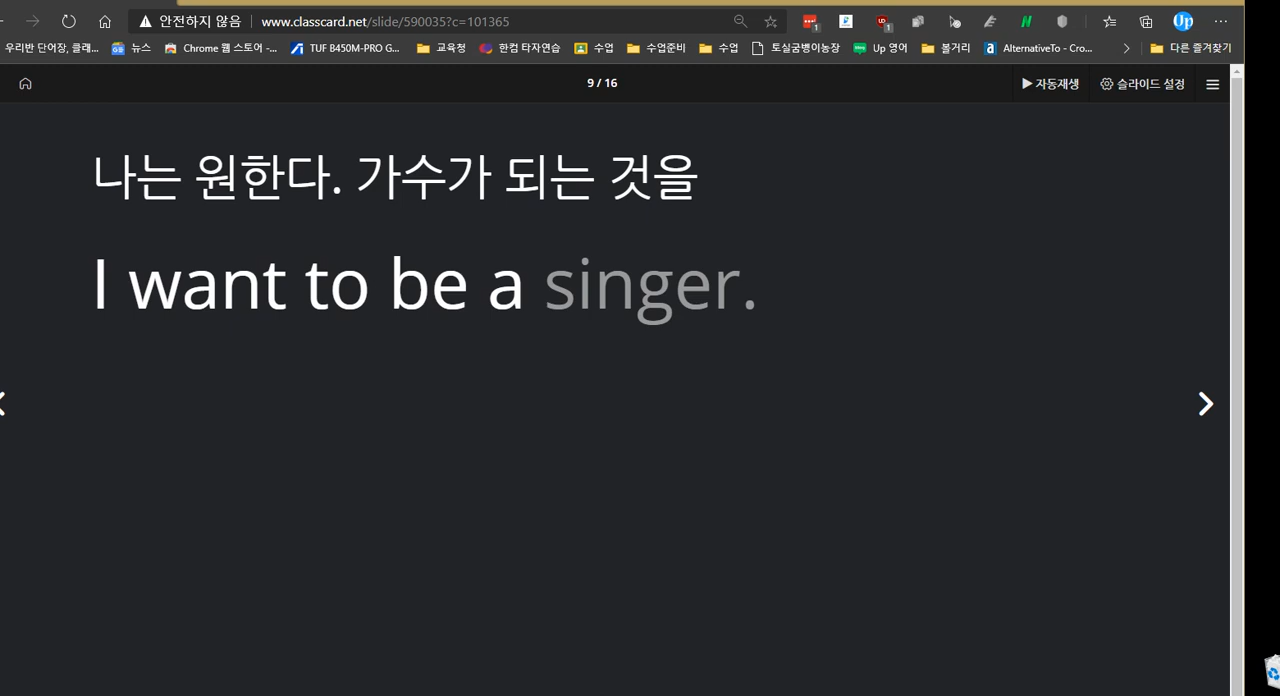 안전하지 않음 www.classcard.net/slide/590035?c=101365
우리반 단어장, 클래... 뉴스 Chrome 웹 스토어 -... TUF B450M-PRO G... 교육청 한컴 타자연습 수업 수업준비 수업 토실굼벵이농장 Up 영어 볼거리 AlternativeTo - Cro... 다른 즐겨찾기
9 / 16 자동재생 슬라이드 설정
나는 원한다. 가수가 되는 것을
I want to be a singer.